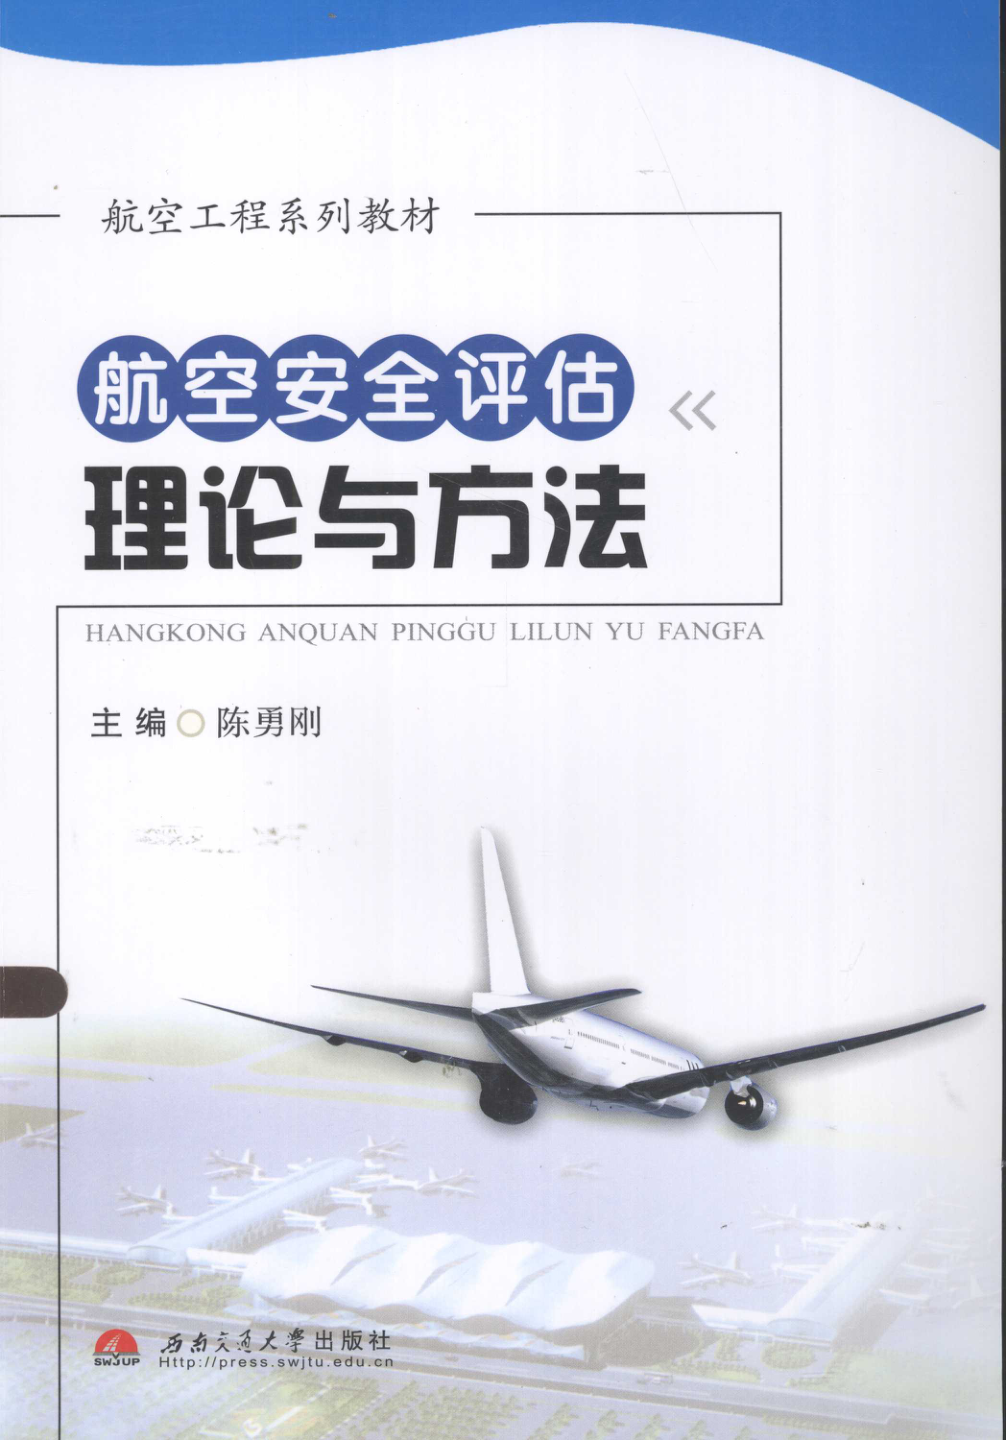 航空工程系列教材
航空安全评估
理论与方法
HANGKONG ANQUAN PINGGU LILUN YU FANGFA
主编 陈勇刚
SWJUP
西南交通大学出版社
Http://press.swjtu.edu.cn